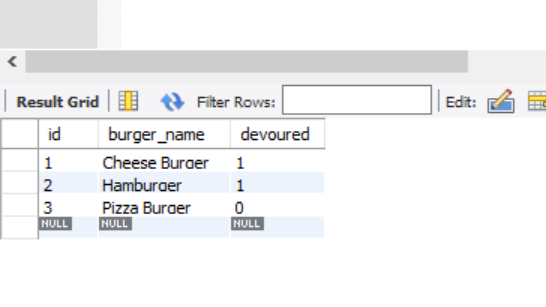 Result Grid Filter Rows: Edit:
id burger_name devoured
1 Cheese Burger 1
2 Hamburger 1
3 Pizza Burger 0
NULL NULL NULL